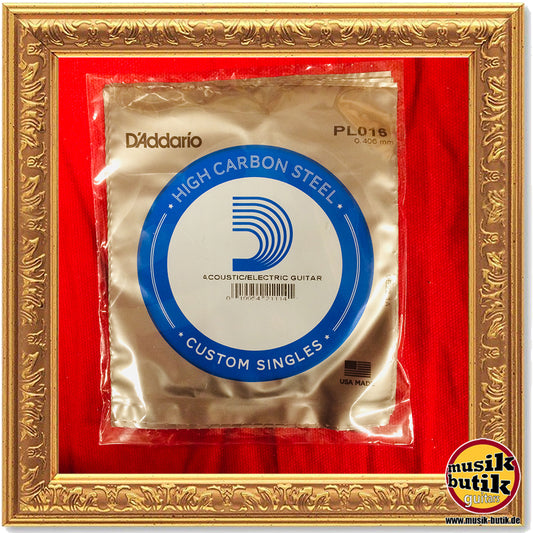 D'Addario
PL016
0.406 mm
HIGH CARBON STEEL
ACOUSTIC/ELECTRIC GUITAR
CUSTOM SINGLES
USA MADE
musik
butik
guitar
www.musik-butik.de